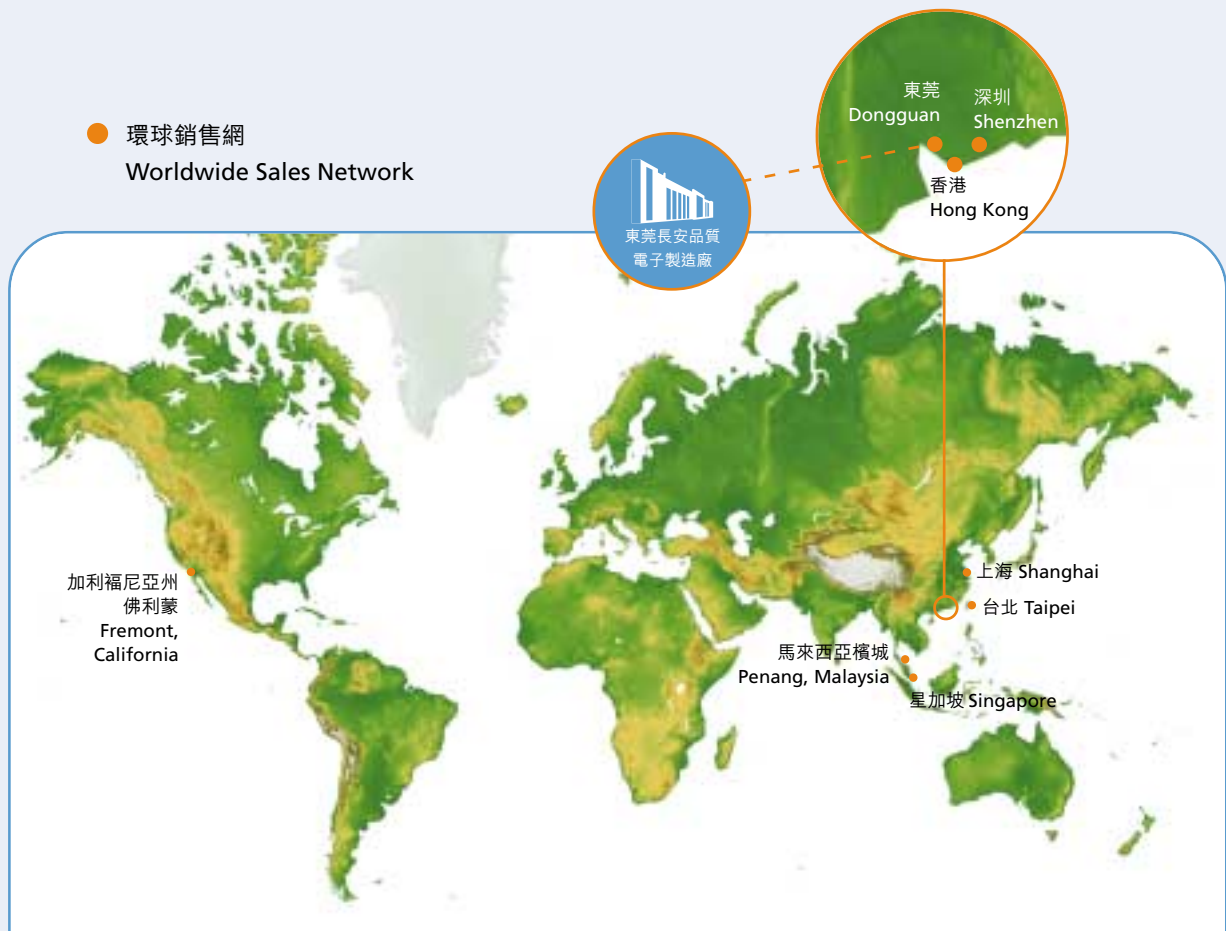 環球銷售網
Worldwide Sales Network
東莞
Dongguan
深圳
Shenzhen
香港
Hong Kong
東莞長安品質
電子製造廠
加利福尼亞州
佛利蒙
Fremont,
California
上海 Shanghai
台北 Taipei
馬來西亞檳城
Penang, Malaysia
星加坡 Singapore